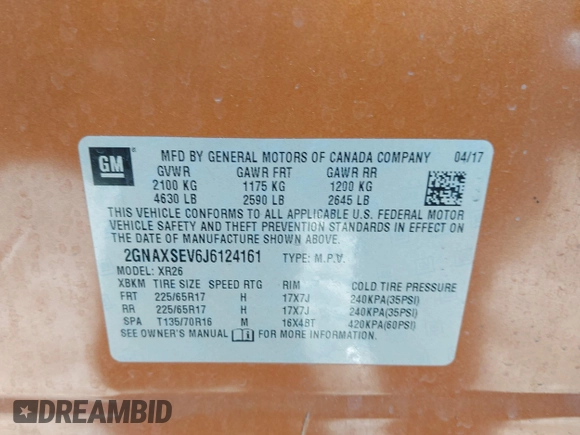 GM ®
MFD BY GENERAL MOTORS OF CANADA COMPANY 04/17
GVWR GAWR FRT GAWR RR
2100 KG 1175 KG 1200 KG
4630 LB 2590 LB 2645 LB
THIS VEHICLE CONFORMS TO ALL APPLICABLE U.S. FEDERAL MOTOR
VEHICLE SAFETY AND THEFT PREVENTION STANDARDS IN EFFECT ON
THE DATE OF MANUFACTURE SHOWN ABOVE.
2GNAXSEV6J6124161 TYPE: M.P.V.
MODEL: XR26
XBKM TIRE SIZE SPEED RTG RIM COLD TIRE PRESSURE
FRT 225/65R17 H 17X7J 240KPA(35PSI)
RR 225/65R17 H 17X7J 240KPA(35PSI)
SPA T135/70R16 M 16X4BT 420KPA(60PSI)
SEE OWNER'S MANUAL FOR MORE INFORMATION
DREAMBID